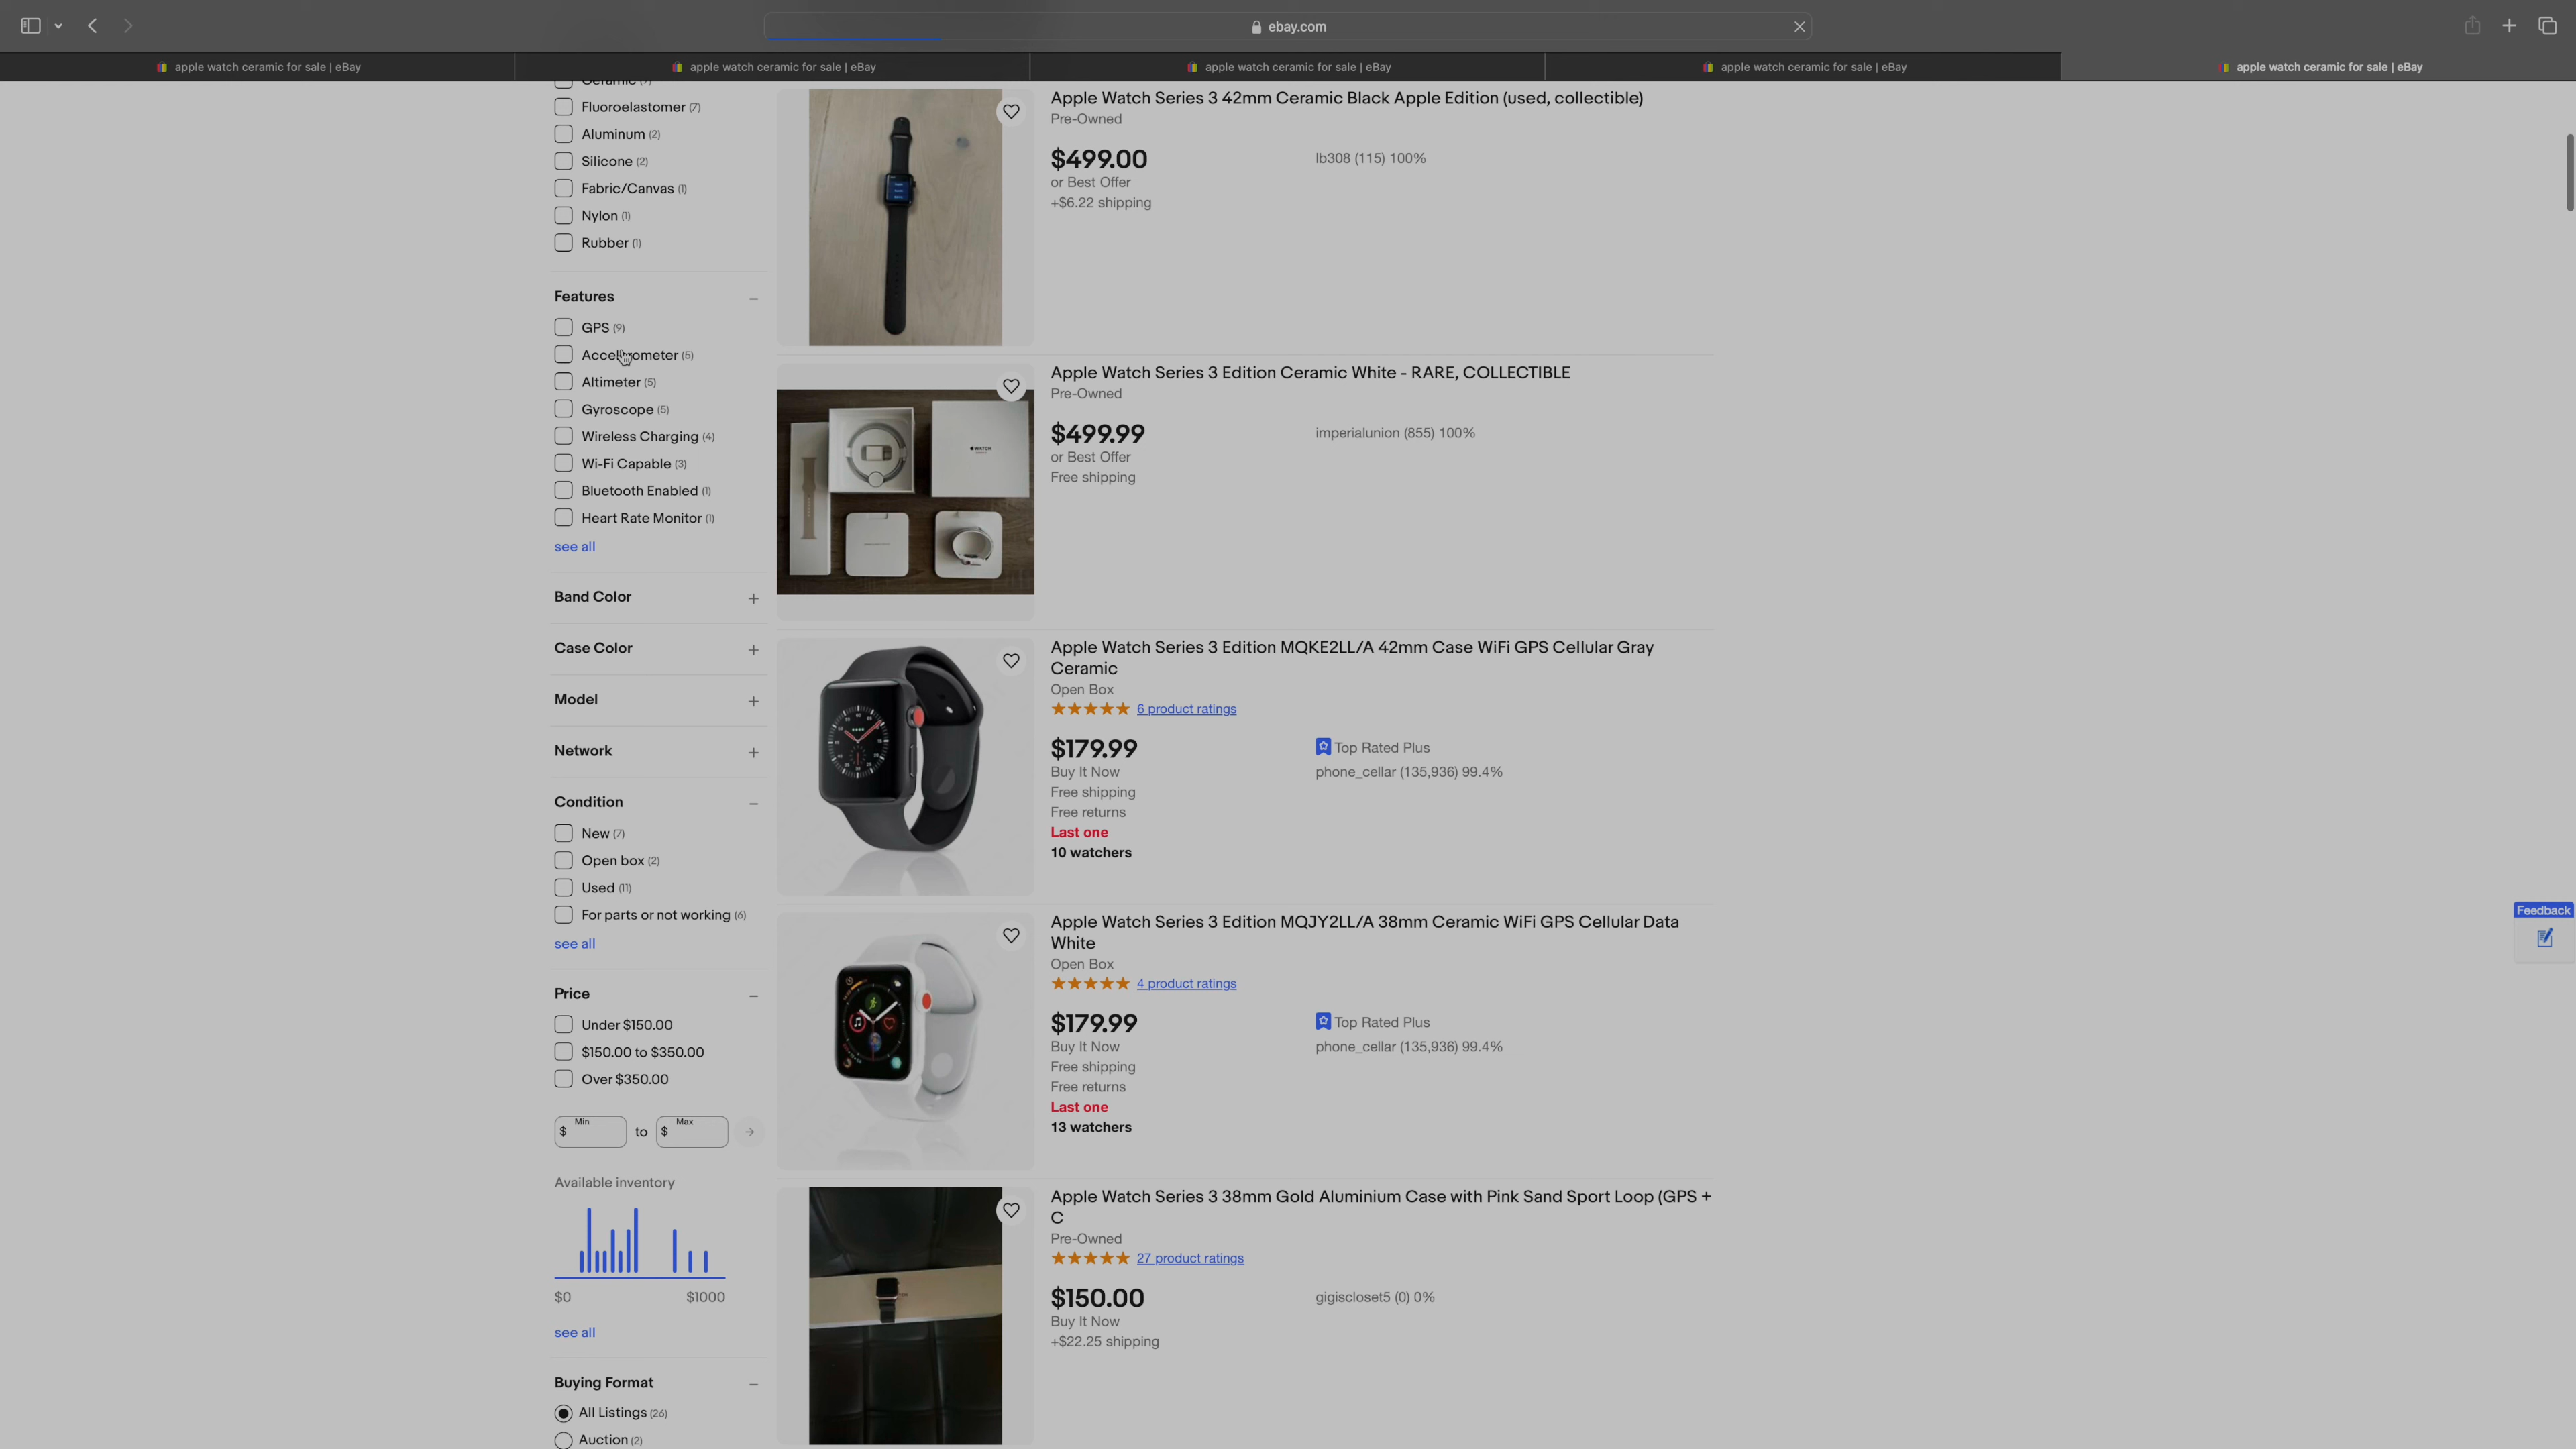 ebay.com
apple watch ceramic for sale | eBay
apple watch ceramic for sale | eBay
apple watch ceramic for sale | eBay
apple watch ceramic for sale | eBay
apple watch ceramic for sale | eBay
Fluoroelastomer (7)
Aluminum (2)
Silicone (2)
Fabric/Canvas (1)
Nylon (1)
Rubber (1)
Features
GPS (9)
Accelerometer (5)
Altimeter (5)
Gyroscope (5)
Wireless Charging (4)
Wi-Fi Capable (3)
Bluetooth Enabled (1)
Heart Rate Monitor (1)
see all
Band Color
Case Color
Model
Network
Condition
New (7)
Open box (2)
Used (11)
For parts or not working (6)
see all
Price
Under $150.00
$150.00 to $350.00
Over $350.00
Min
$ to $
Max
Available inventory
$0 $1000
see all
Buying Format
All Listings (26)
Auction (2)
Apple Watch Series 3 42mm Ceramic Black Apple Edition (used, collectible)
Pre-Owned
$499.00
or Best Offer
+$6.22 shipping
lb308 (115) 100%
Apple Watch Series 3 Edition Ceramic White - RARE, COLLECTIBLE
Pre-Owned
$499.99
or Best Offer
Free shipping
imperialunion (855) 100%
WATCH
Apple Watch Series 3 Edition MQKE2LL/A 42mm Case WiFi GPS Cellular Gray
Ceramic
Open Box
6 product ratings
$179.99
Buy It Now
Free shipping
Free returns
Last one
10 watchers
Top Rated Plus
phone_cellar (135,936) 99.4%
Apple Watch Series 3 Edition MQJY2LL/A 38mm Ceramic WiFi GPS Cellular Data
White
Open Box
4 product ratings
$179.99
Buy It Now
Free shipping
Free returns
Last one
13 watchers
Top Rated Plus
phone_cellar (135,936) 99.4%
Apple Watch Series 3 38mm Gold Aluminium Case with Pink Sand Sport Loop (GPS +
C
Pre-Owned
27 product ratings
$150.00
Buy It Now
+$22.25 shipping
gigiscloset5 (0) 0%
Feedback